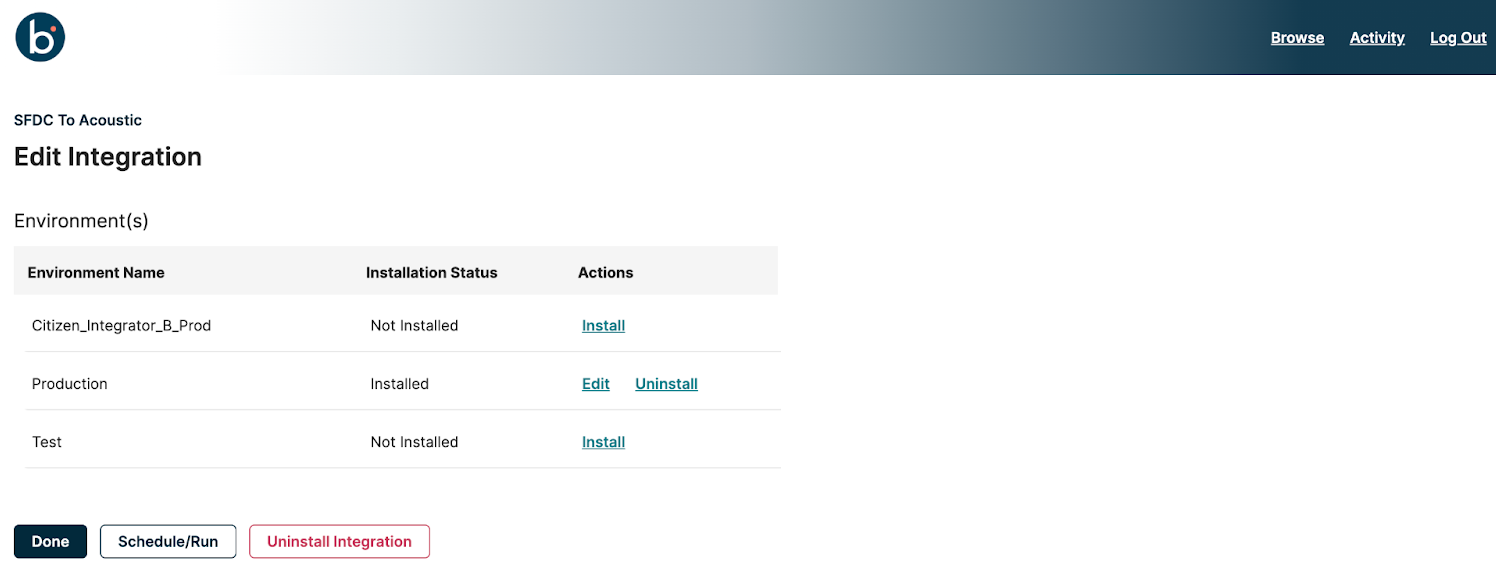 b
Browse Activity Log Out
SFDC To Acoustic
Edit Integration
Environment(s)
Environment Name Installation Status Actions
Citizen_Integrator_B_Prod Not Installed Install
Production Installed Edit Uninstall
Test Not Installed Install
Done Schedule/Run Uninstall Integration